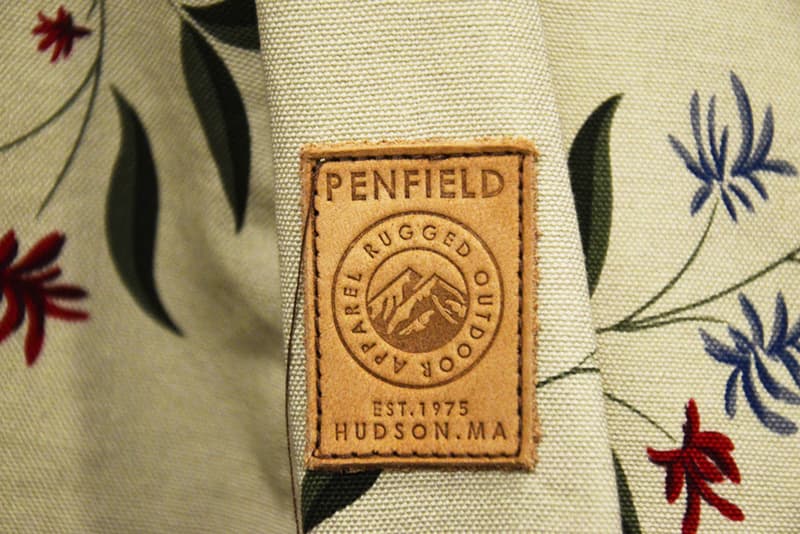 PENFIELD
RUGGED OUTDOOR APPAREL
EST.1975
HUDSON.MA